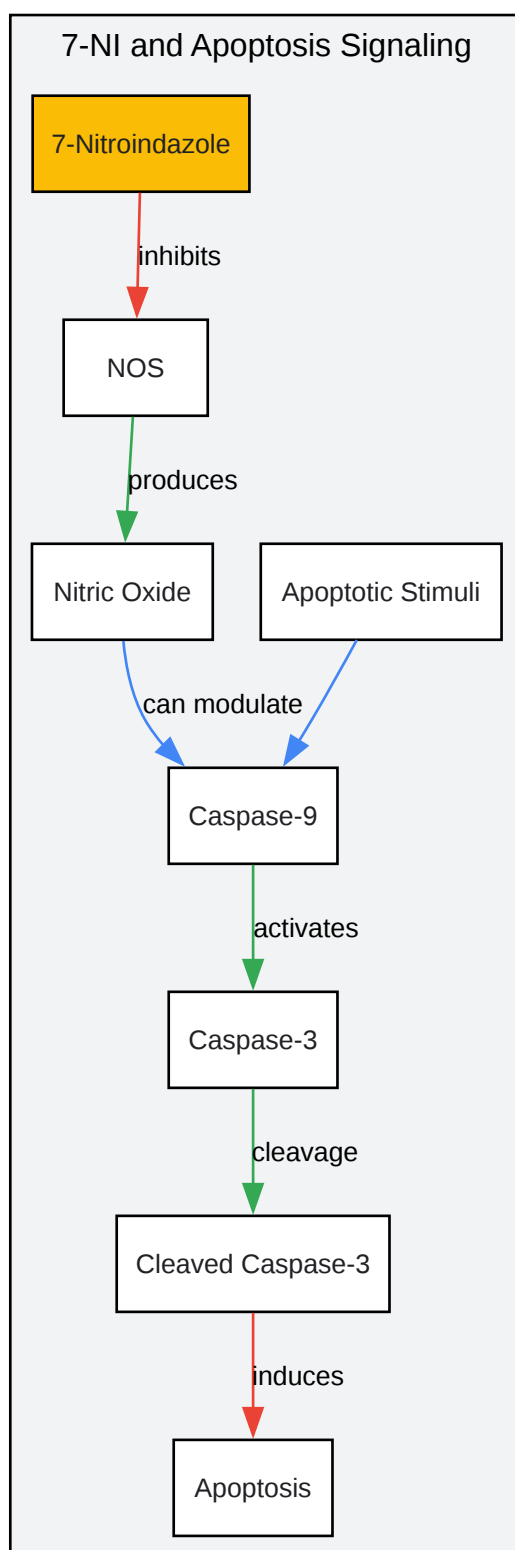 7-NI and Apoptosis Signaling
7-Nitroindazole
inhibits
NOS
produces
Nitric Oxide
Apoptotic Stimuli
can modulate
Caspase-9
activates
Caspase-3
cleavage
Cleaved Caspase-3
induces
Apoptosis